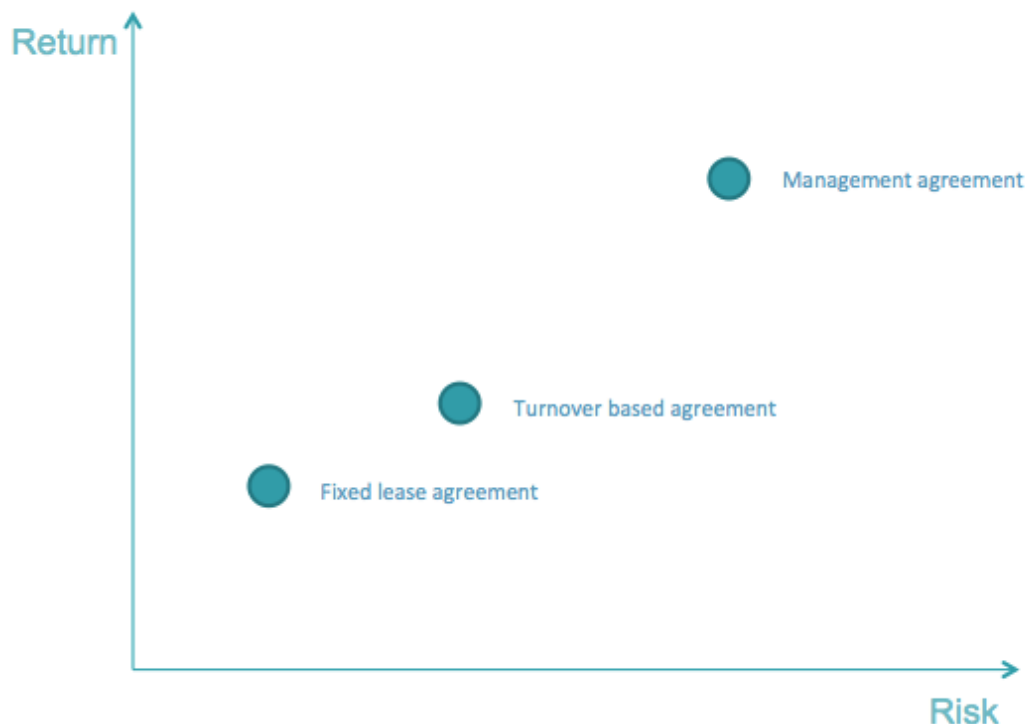 Return
Management agreement
Turnover based agreement
Fixed lease agreement
Risk